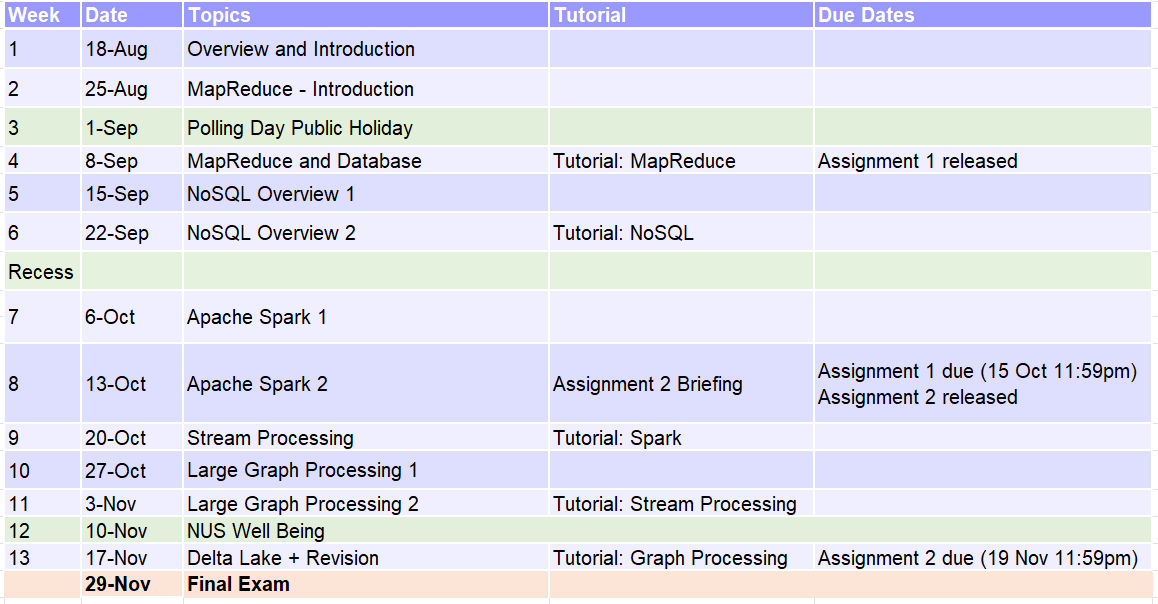 Week Date Topics Tutorial Due Dates
1 18-Aug Overview and Introduction
2 25-Aug MapReduce - Introduction
3 1-Sep Polling Day Public Holiday
4 8-Sep MapReduce and Database Tutorial: MapReduce Assignment 1 released
5 15-Sep NoSQL Overview 1
6 22-Sep NoSQL Overview 2 Tutorial: NoSQL
Recess
7 6-Oct Apache Spark 1
8 13-Oct Apache Spark 2 Assignment 2 Briefing Assignment 1 due (15 Oct 11:59pm)
Assignment 2 released
9 20-Oct Stream Processing Tutorial: Spark
10 27-Oct Large Graph Processing 1
11 3-Nov Large Graph Processing 2 Tutorial: Stream Processing
12 10-Nov NUS Well Being
13 17-Nov Delta Lake + Revision Tutorial: Graph Processing Assignment 2 due (19 Nov 11:59pm)
29-Nov Final Exam